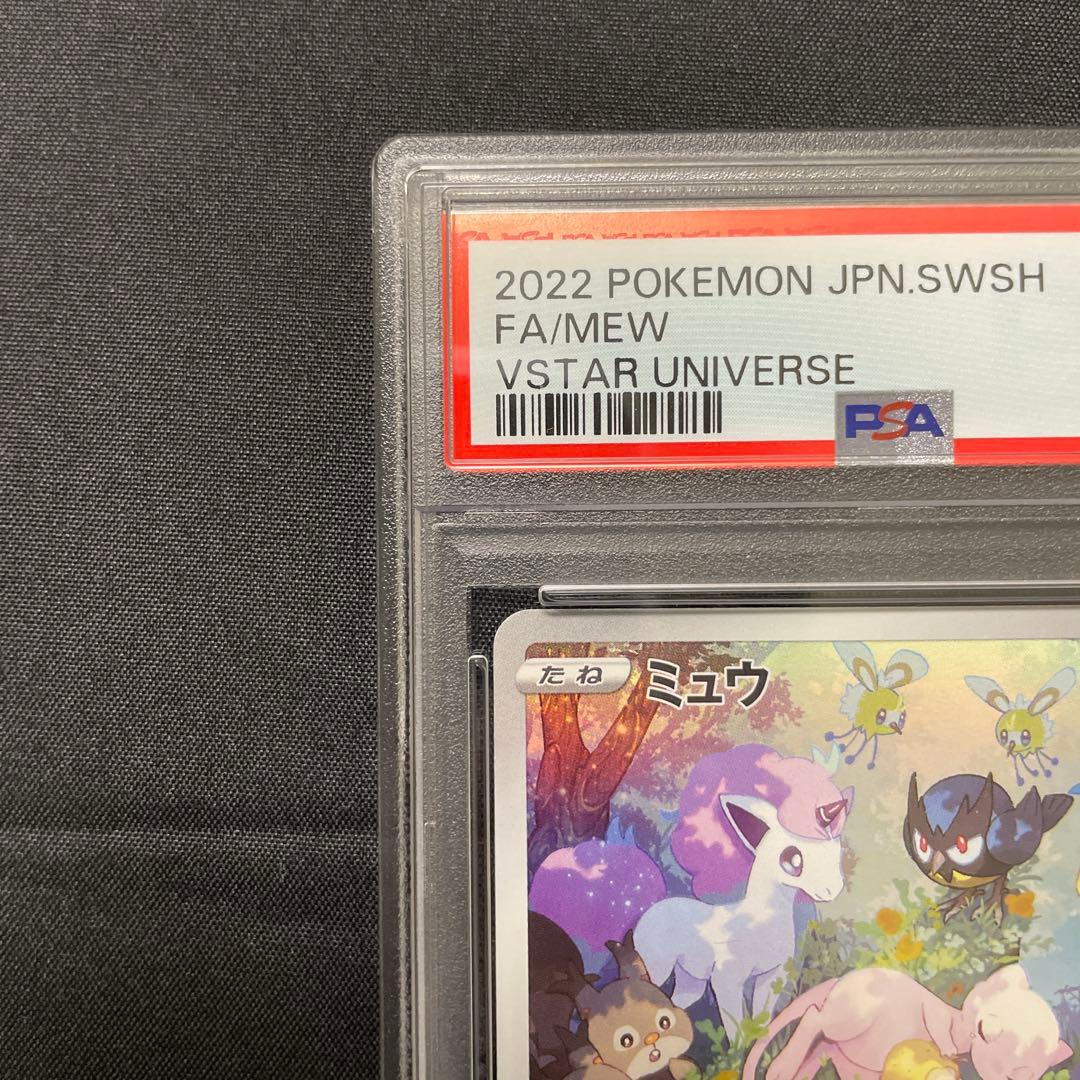 2022 POKEMON JPN.SWSH
FA/MEW
VSTAR UNIVERSE
PSA
たね ミュウ